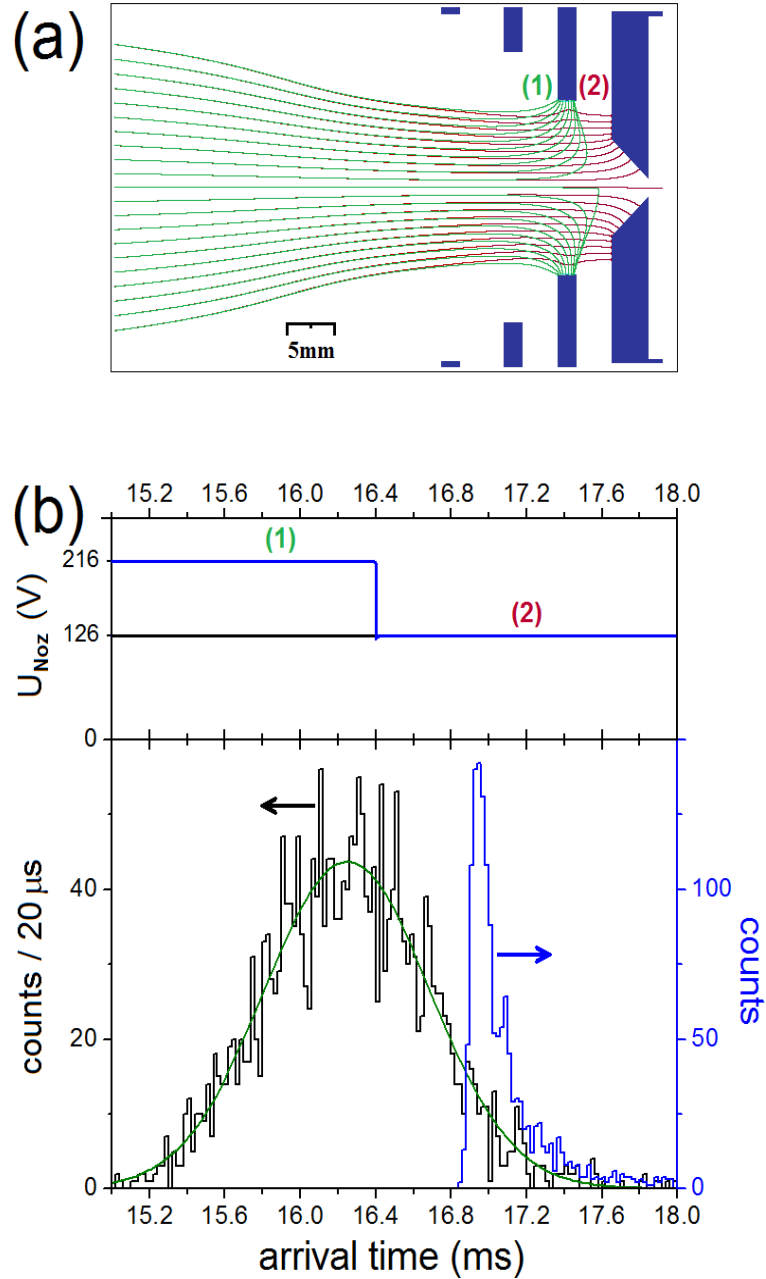 (a)
(1) (2)
5mm
(b)
15.2 15.6 16.0 16.4 16.8 17.2 17.6 18.0
(1)
216
(2)
126
U_Noz (V)
0
40
100
counts / 20 µs
counts
20
50
0
0
15.2 15.6 16.0 16.4 16.8 17.2 17.6 18.0
arrival time (ms)